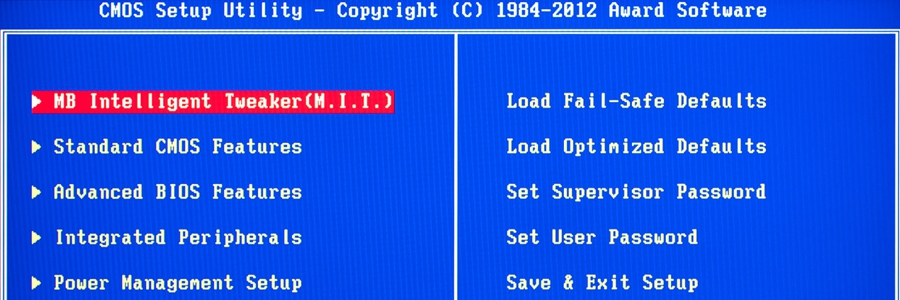 CMOS Setup Utility - Copyright (C) 1984-2012 Award Software
MB Intelligent Tweaker(M.I.T.)
Standard CMOS Features
Advanced BIOS Features
Integrated Peripherals
Power Management Setup
Load Fail-Safe Defaults
Load Optimized Defaults
Set Supervisor Password
Set User Password
Save & Exit Setup